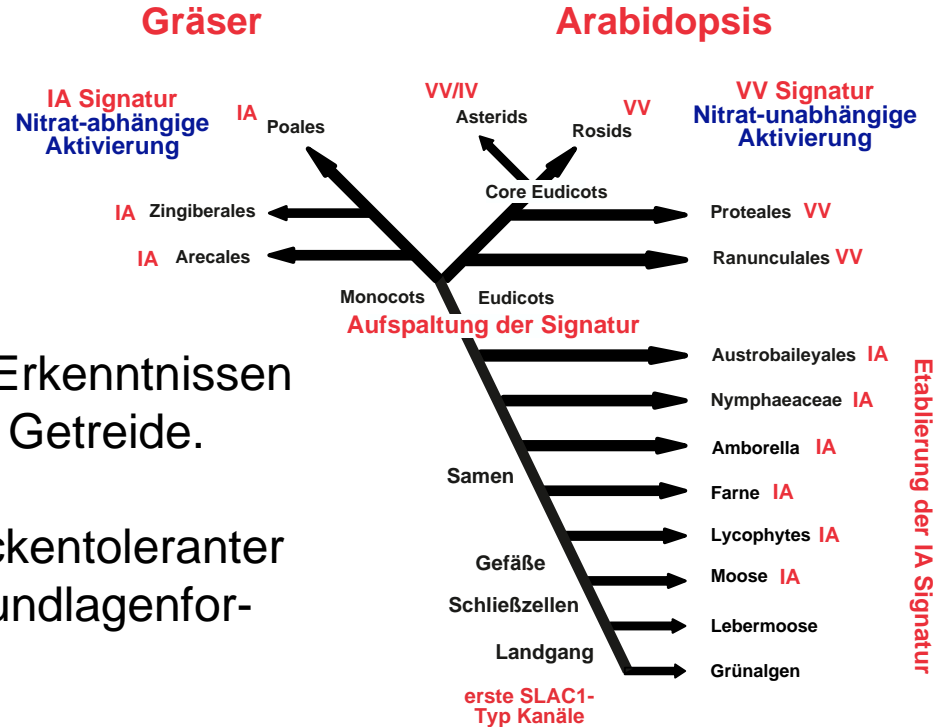 Gräser
Arabidopsis
IA Signatur
Nitrat-abhängige
Aktivierung
IA
Poales
VV/IV
Asterids
VV
Rosids
VV Signatur
Nitrat-unabhängige
Aktivierung
Core Eudicots
IA Zingiberales
Proteales VV
IA Arecales
Ranunculales VV
Monocots
Eudicots
Aufspaltung der Signatur
Erkenntnissen
Getreide.
ckentoleranter
undlagenfor-
Austrobaileyales IA
Nymphaeaceae IA
Amborella IA
Samen
Farne IA
Lycophytes IA
Gefäße
Moose IA
Schließzellen
Lebermoose
Landgang
Grünalgen
Etablierung der IA Signatur
erste SLAC1-
Typ Kanäle